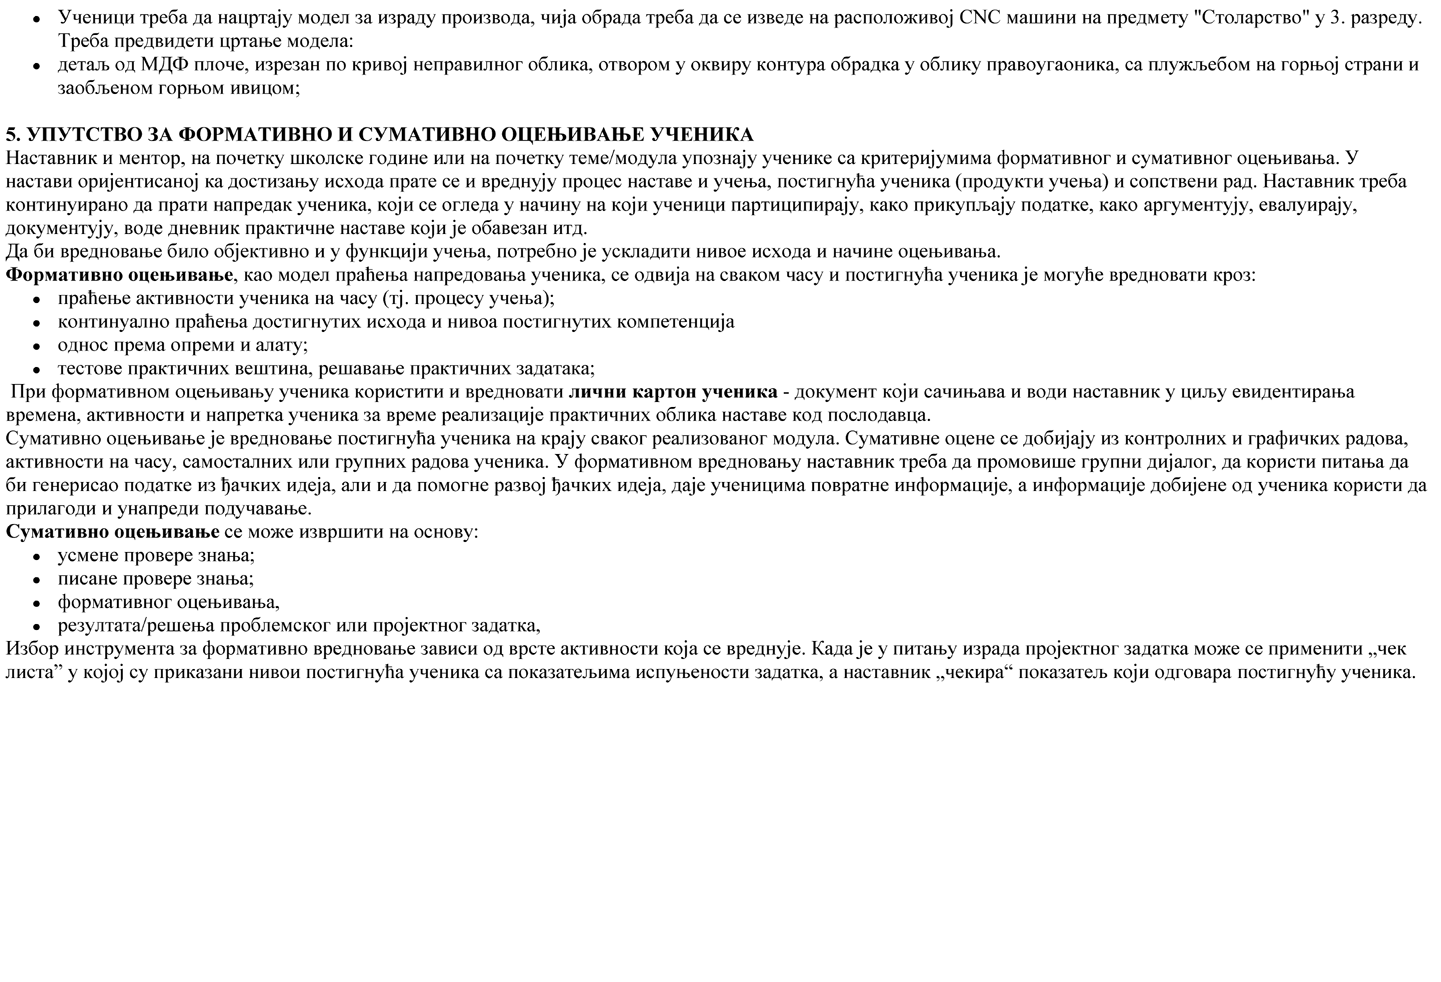 • Ученици треба да нацртају модел за израду производа, чија обрада треба да се изведе на расположивој CNC машини на предмету "Столарство" у 3. разреду.
Треба предвидети цртање модела:
• детаљ од МДФ плоче, изрезан по кривој неправилног облика, отвором у оквиру контура обрадка у облику правоугаоника, са плужљебом на горњој страни и
заобљеном горњом ивицом;
5. УПУТСТВО ЗА ФОРМАТИВНО И СУМАТИВНО ОЦЕЊИВАЊЕ УЧЕНИКА
Наставник и ментор, на почетку школске године или на почетку теме/модула упознају ученике са критеријумима формативног и сумативног оцењивања. У
настави оријентисаној ка достизању исхода прате се и вреднују процес наставе и учења, постигнућа ученика (продукти учења) и сопствени рад. Наставник треба
континуирано да прати напредак ученика, који се огледа у начину на који ученици партиципирају, како прикупљају податке, како аргументују, евалуирају,
документују, воде дневник практичне наставе који је обавезан итд.
Да би вредновање било објективно и у функцији учења, потребно је ускладити нивое исхода и начине оцењивања.
Формативно оцењивање, као модел праћења напредовања ученика, се одвија на сваком часу и постигнућа ученика је могуће вредновати кроз:
• праћење активности ученика на часу (тј. процесу учења);
• континуално праћења достигнутих исхода и нивоа постигнутих компетенција
• однос према опреми и алату;
• тестове практичних вештина, решавање практичних задатака;
При формативном оцењивању ученика користити и вредновати лични картон ученика - документ који сачињава и води наставник у циљу евидентирања
времена, активности и напретка ученика за време реализације практичних облика наставе код послодавца.
Сумативно оцењивање је вредновање постигнућа ученика на крају сваког реализованог модула. Сумативне оцене се добијају из контролних и графичких радова,
активности на часу, самосталних или групних радова ученика. У формативном вредновању наставник треба да промовише групни дијалог, да користи питања да
би генерисао податке из ђачких идеја, али и да помогне развој ђачких идеја, даје ученицима повратне информације, а информације добијене од ученика користи да
прилагоди и унапреди подучавање.
Сумативно оцењивање се може извршити на основу:
• усмене провере знања;
• писане провере знања;
• формативног оцењивања,
• резултата/решења проблемског или пројектног задатка,
Избор инструмента за формативно вредновање зависи од врсте активности која се вреднује. Када је у питању израда пројектног задатка може се применити „чек
листа” у којој су приказани нивои постигнућа ученика са показатељима испуњености задатка, а наставник „чекира“ показатељ који одговара постигнућу ученика.